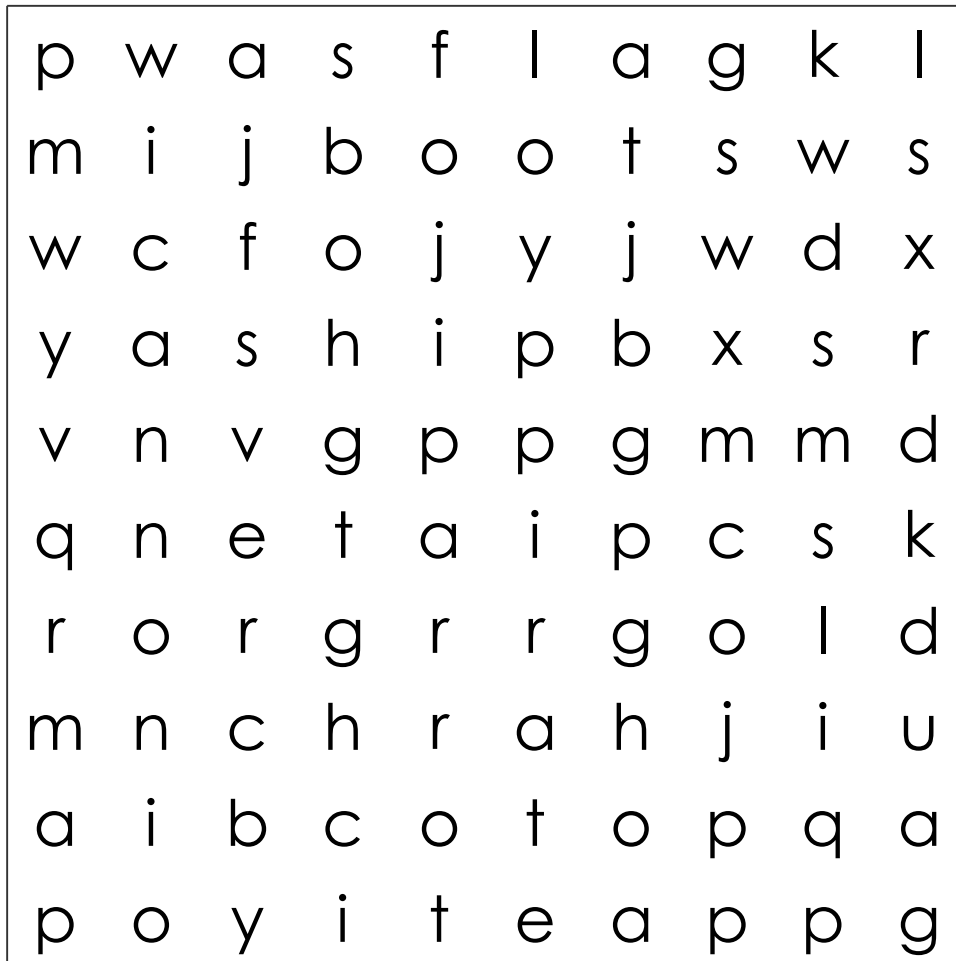 p w a s f l a g k l
m i j b o o t s w s
w c f o j y j w d x
y a s h i p b x s r
v n v g p p g m m d
q n e t a i p c s k
r o r g r r g o l d
m n c h r a h j i u
a i b c o t o p q a
p o y i t e a p p g